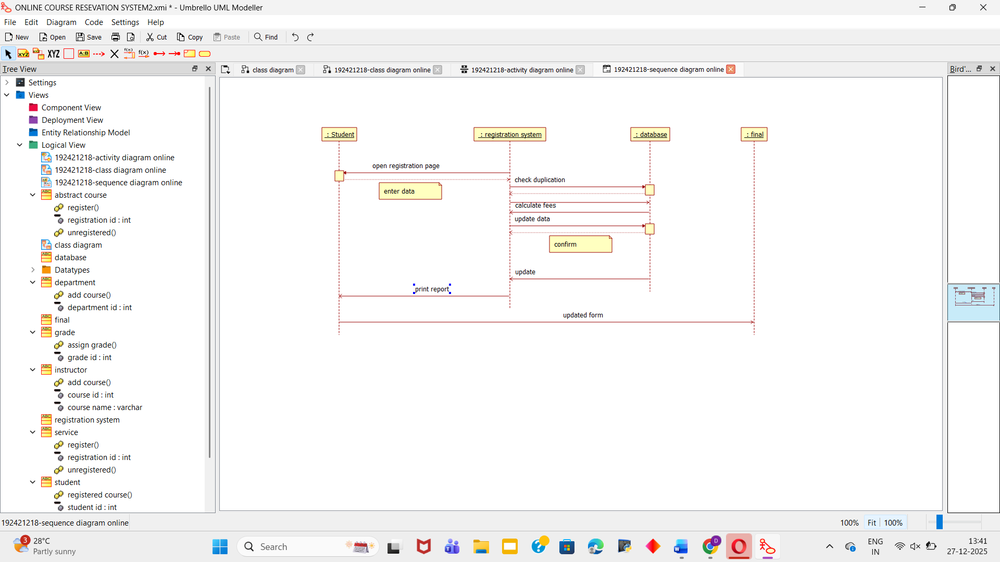 ONLINE COURSE RESEVATION SYSTEM2.xmi * - Umbrello UML Modeller
File Edit Diagram Code Settings Help
New Open Save Cut Copy Paste Find
XYZ XYZ XYZ A:B f(x) f(x)
Tree View
class diagram 192421218-class diagram online 192421218-activity diagram online 192421218-sequence diagram online
Bird'...
Settings
Views
Component View
Deployment View
Entity Relationship Model
Logical View
192421218-activity diagram online
192421218-class diagram online
192421218-sequence diagram online
abstract course
register()
registration id : int
unregistered()
class diagram
database
Datatypes
department
add course()
department id : int
final
grade
assign grade()
grade id : int
instructor
add course()
course id : int
course name : varchar
registration system
service
register()
registration id : int
unregistered()
student
registered course()
student id : int
: Student : registration system : database : final
open registration page
check duplication
enter data
calculate fees
update data
confirm
update
print report
updated form
192421218-sequence diagram online
100% Fit 100%
3 28°C
Partly sunny
Search
ENG
IN
13:41
27-12-2025